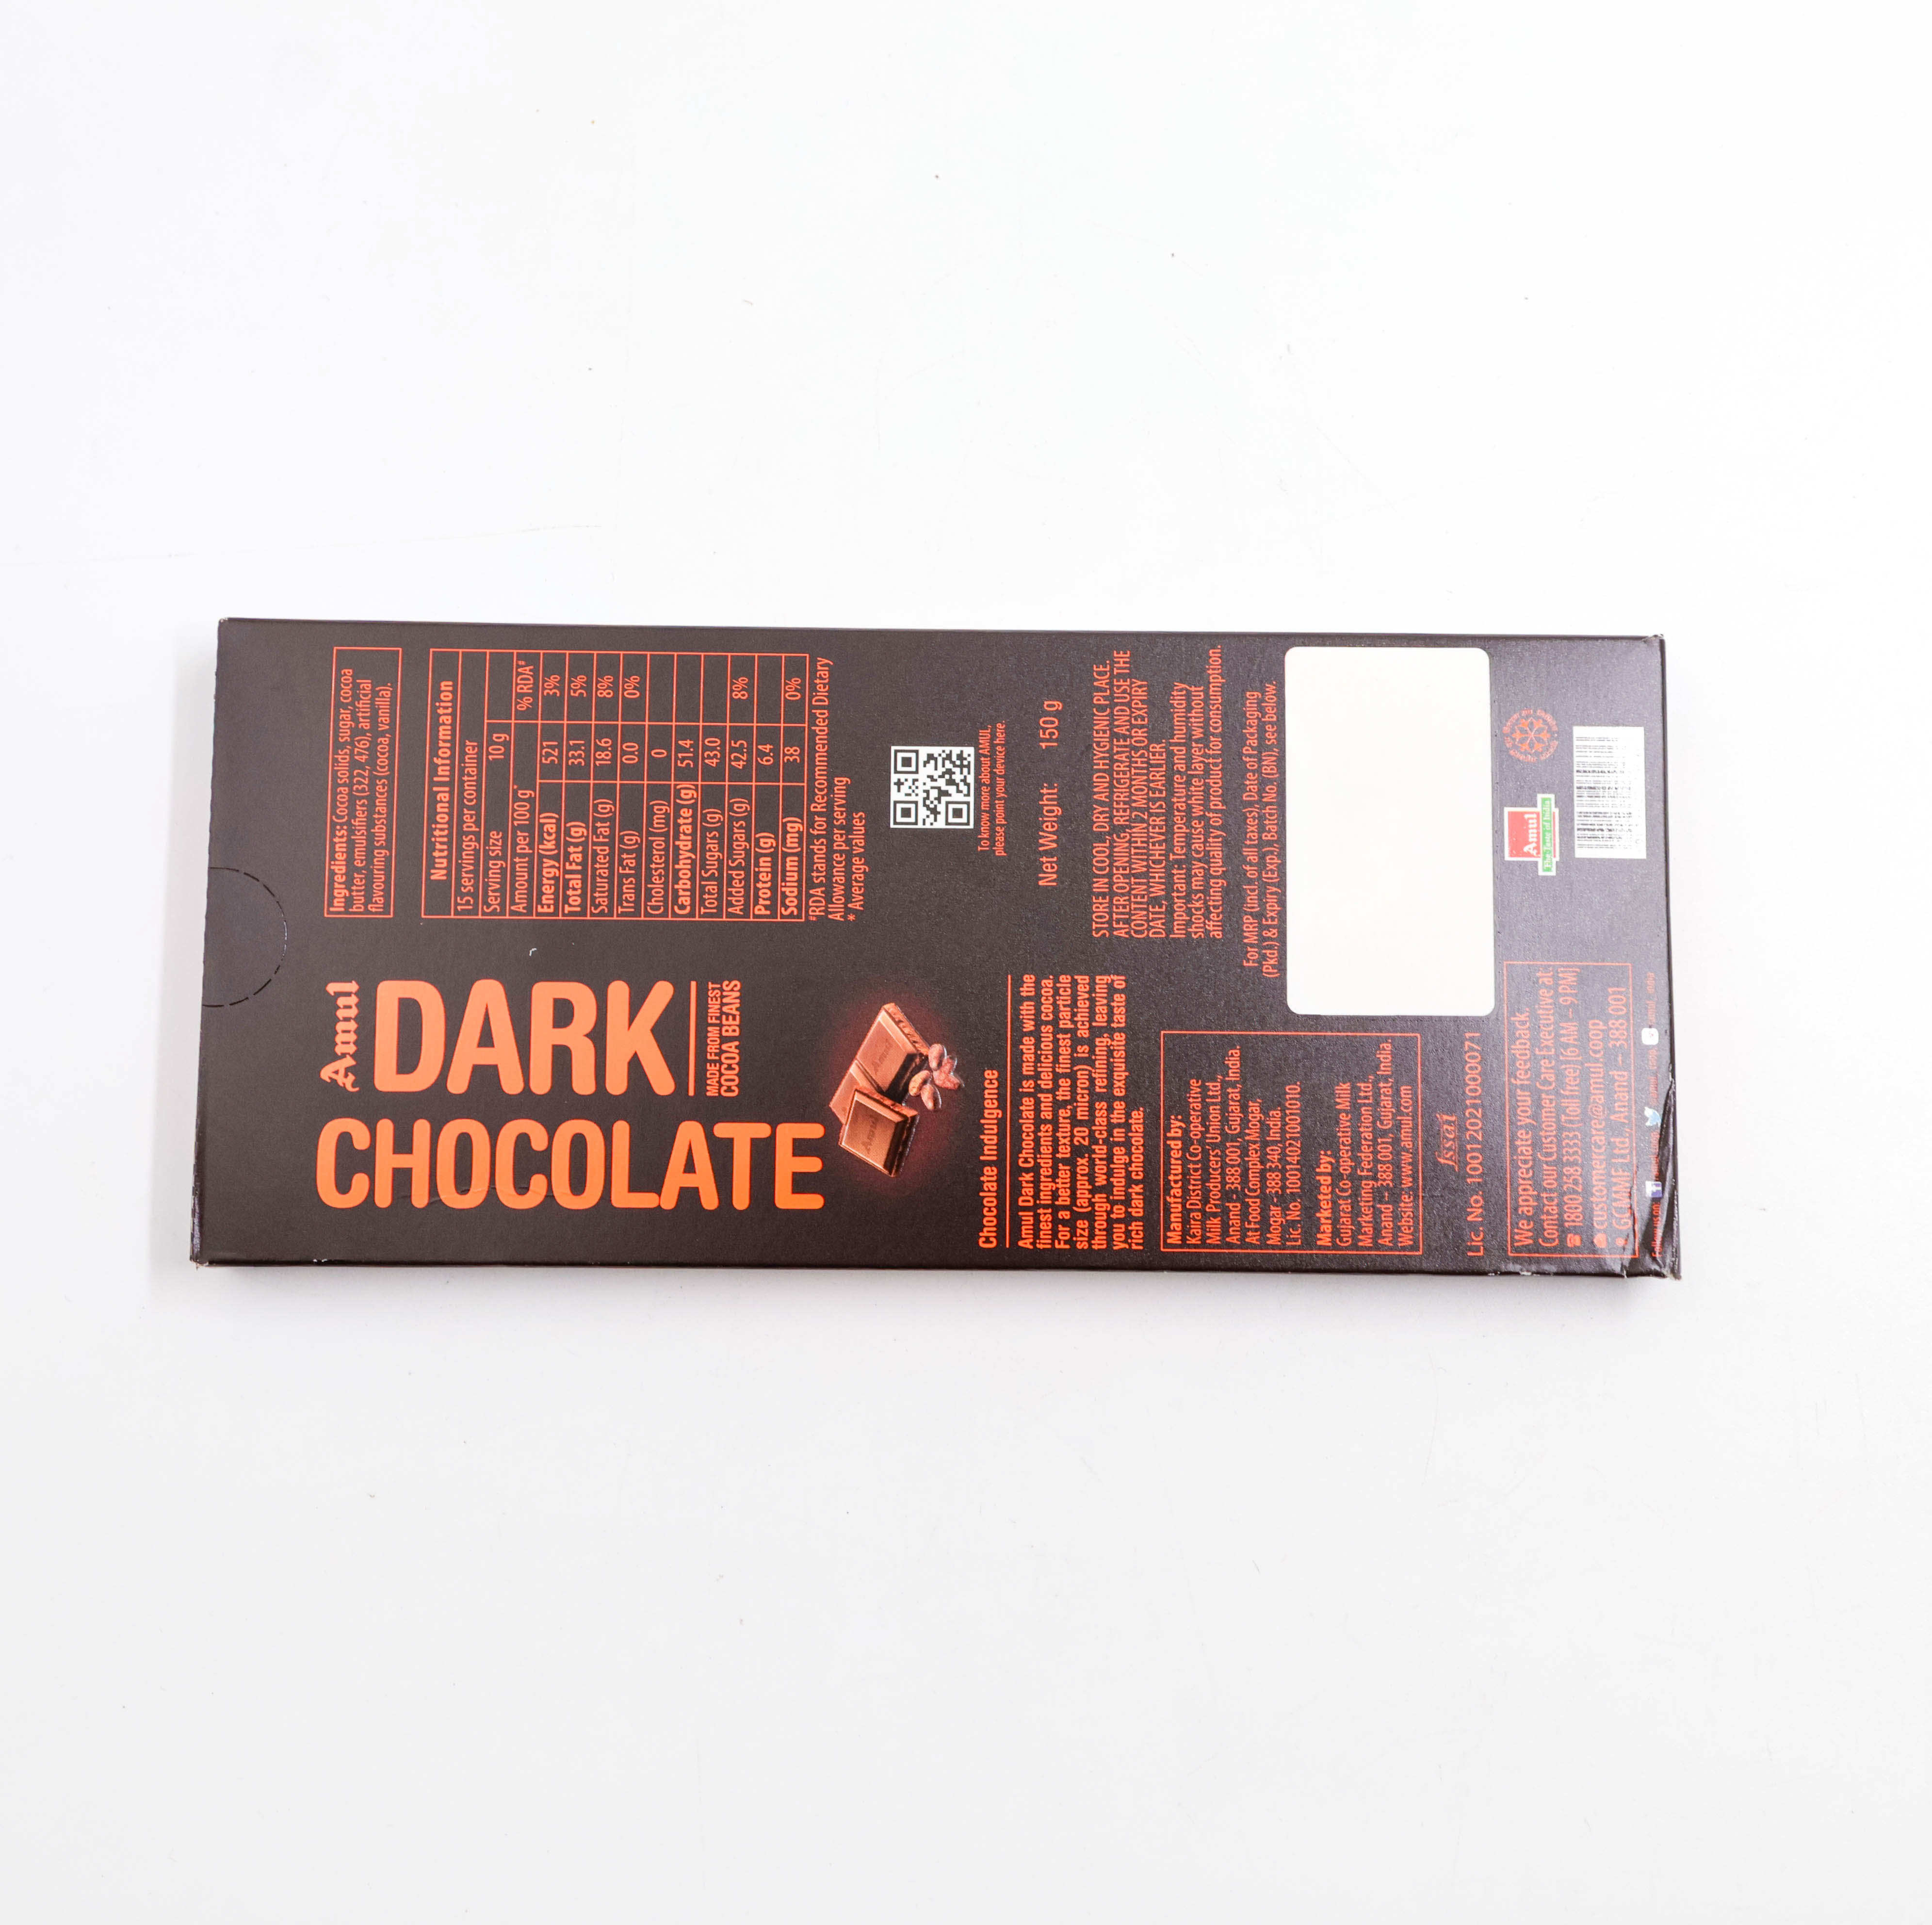 Amul
DARK
MADE FROM FINEST
COCOA BEANS
CHOCOLATE
Chocolate Indulgence
Amul Dark Chocolate is made with the
finest ingredients and delicious cocoa.
For a better texture, the finest particle
size (approx. 20 micron) is achieved
through world-class refining, leaving
you to indulge in the exquisite taste of
rich dark chocolate.
Manufactured by:
Kaira District Co-operative
Milk Producers' Union Ltd,
Anand - 388 001, Gujarat, India.
At Food Complex Mogar,
Mogar - 388 340, India.
Lic. No. 10014021001010.
Marketed by:
Gujarat Co-operative Milk
Marketing Federation Ltd,
Anand - 388 001, Gujarat, India.
Website: www.amul.com
fssai
Lic. No. 10012021000071
We appreciate your feedback.
Contact our Customer Care Executive at:
1800 258 3333 (Toll free) [6 AM - 9 PM]
customercare@amul.coop
GCMMF Ltd. Anand - 388 001
Ingredients: Cocoa solids, sugar, cocoa
butter, emulsifiers (322, 476), artificial
flavouring substances (cocoa, vanilla).
Nutritional Information
15 servings per container
Serving size 10 g
Amount per 100 g* % RDA#
Energy (kcal) 521 3%
Total Fat (g) 33.1 5%
Saturated Fat (g) 18.6 8%
Trans Fat (g) 0.0 0%
Cholesterol (mg) 0
Carbohydrate (g) 51.4
Total Sugars (g) 43.0
Added Sugars (g) 42.5 8%
Protein (g) 6.4
Sodium (mg) 38 0%
#RDA stands for Recommended Dietary
Allowance per serving
* Average values
To know more about AMUL,
please point your device here.
Net Weight: 150 g
STORE IN COOL, DRY AND HYGIENIC PLACE.
AFTER OPENING, REFRIGERATE AND USE THE
CONTENT WITHIN 2 MONTHS OR EXPIRY
DATE, WHICHEVER IS EARLIER.
Important: Temperature and humidity
shocks may cause white layer without
affecting quality of product for consumption.
For MRP (incl. of all taxes), Date of Packaging
(Pkd.) & Expiry (Exp.), Batch No. (BN), see below.
Amul
The Taste of India